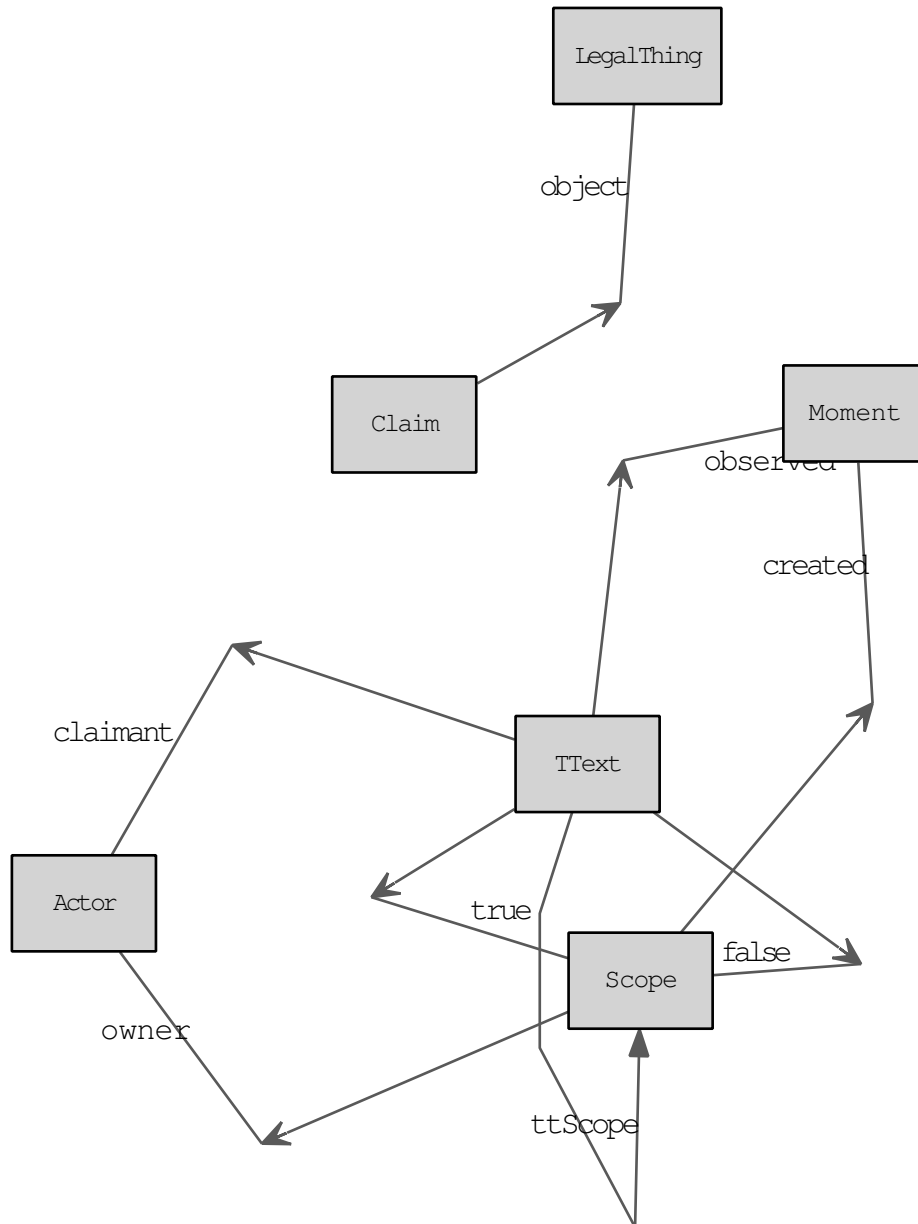 LegalThing
object
Claim
Moment
observed
created
claimant
TText
Actor
true
false
Scope
owner
ttScope